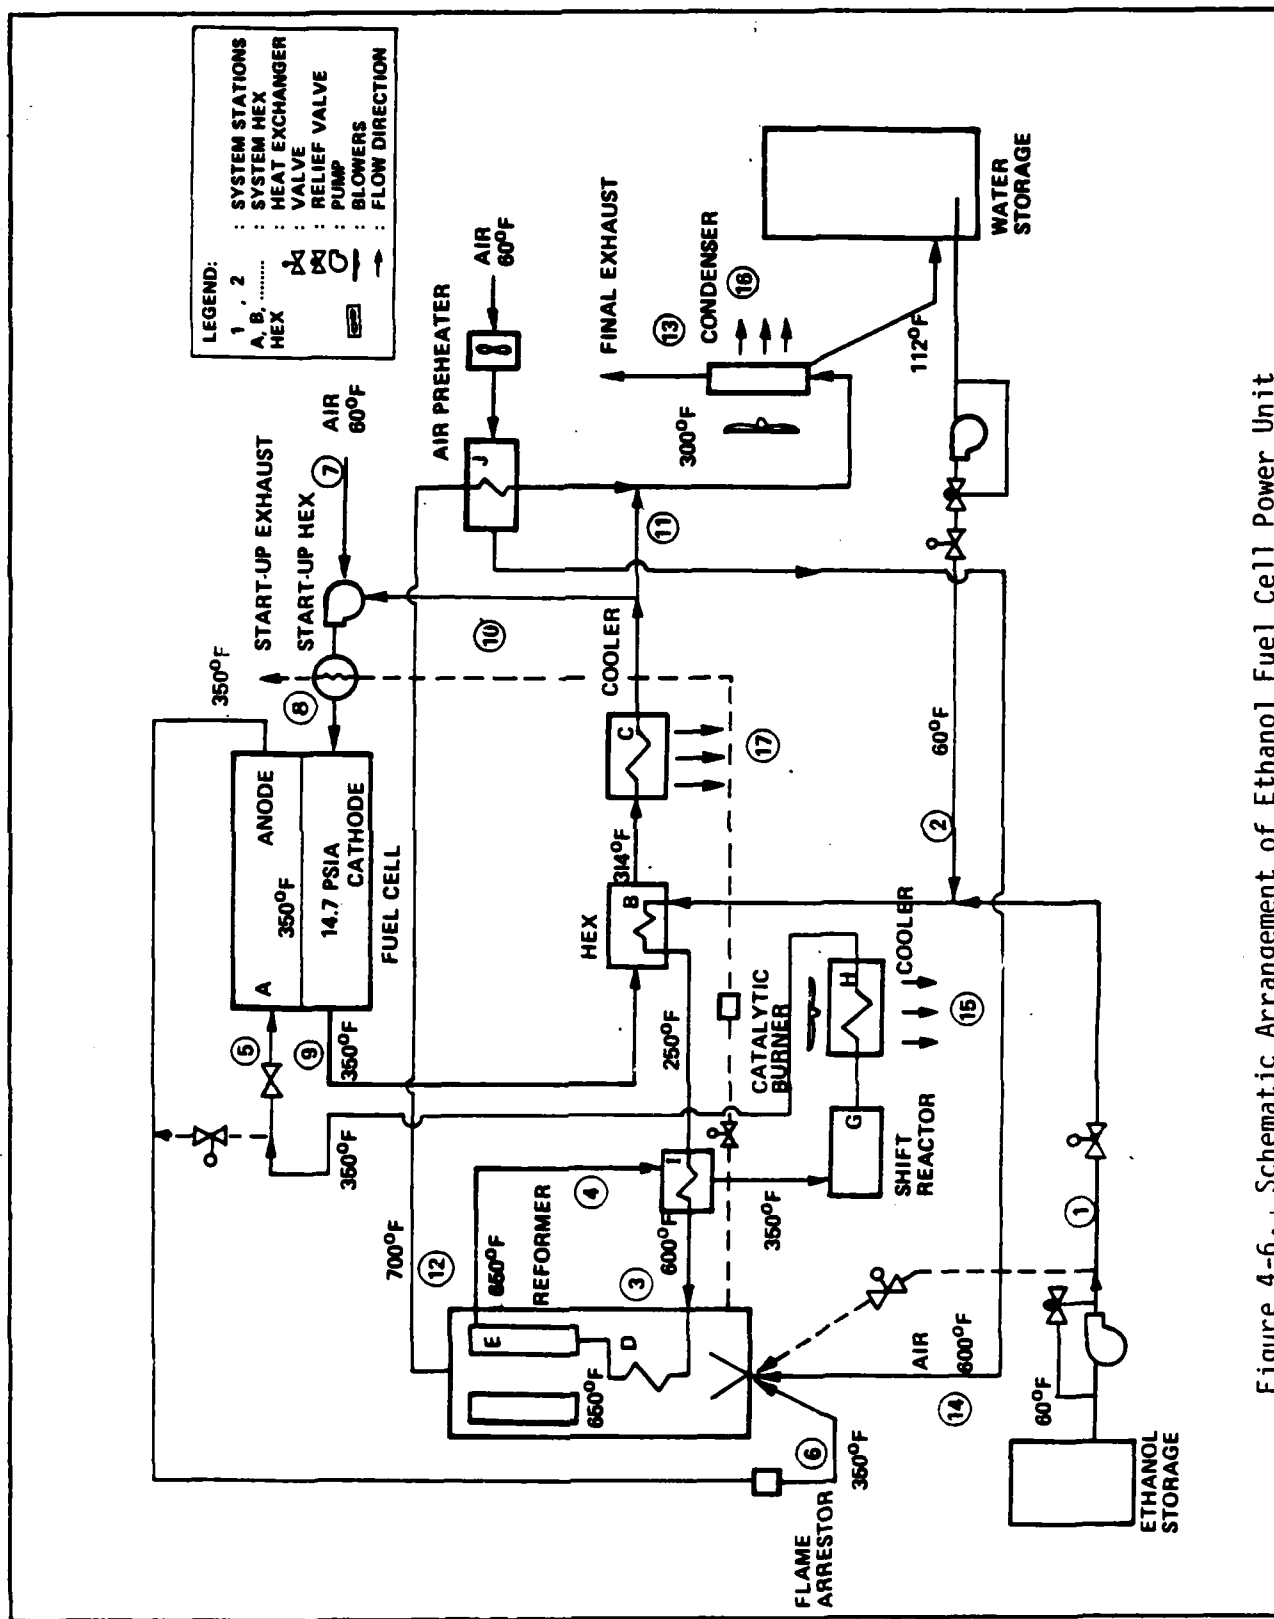 LEGEND:
1 , 2 : SYSTEM STATIONS
A, B, ........ : SYSTEM HEX
HEX : HEAT EXCHANGER
: VALVE
: RELIEF VALVE
: PUMP
: BLOWERS
: FLOW DIRECTION
START-UP EXHAUST
START-UP HEX
7
AIR
60°F
350°F
8
A
ANODE
350°F
14.7 PSIA
CATHODE
FUEL CELL
5
9
350°F
350°F
AIR PREHEATER
J
AIR
60°F
FINAL EXHAUST
13
CONDENSER
16
300°F
112°F
WATER
STORAGE
10
11
COOLER
C
17
314°F
HEX
B
250°F
60°F
2
CATALYTIC
BURNER
H
COOLER
15
G
SHIFT
REACTOR
I
4
600°F
350°F
3
700°F
12
650°F
REFORMER
E
D
650°F
AIR
600°F
14
6
350°F
FLAME
ARRESTOR
1
60°F
ETHANOL
STORAGE
Figure 4-6.. Schematic Arrangement of Ethanol Fuel Cell Power Unit